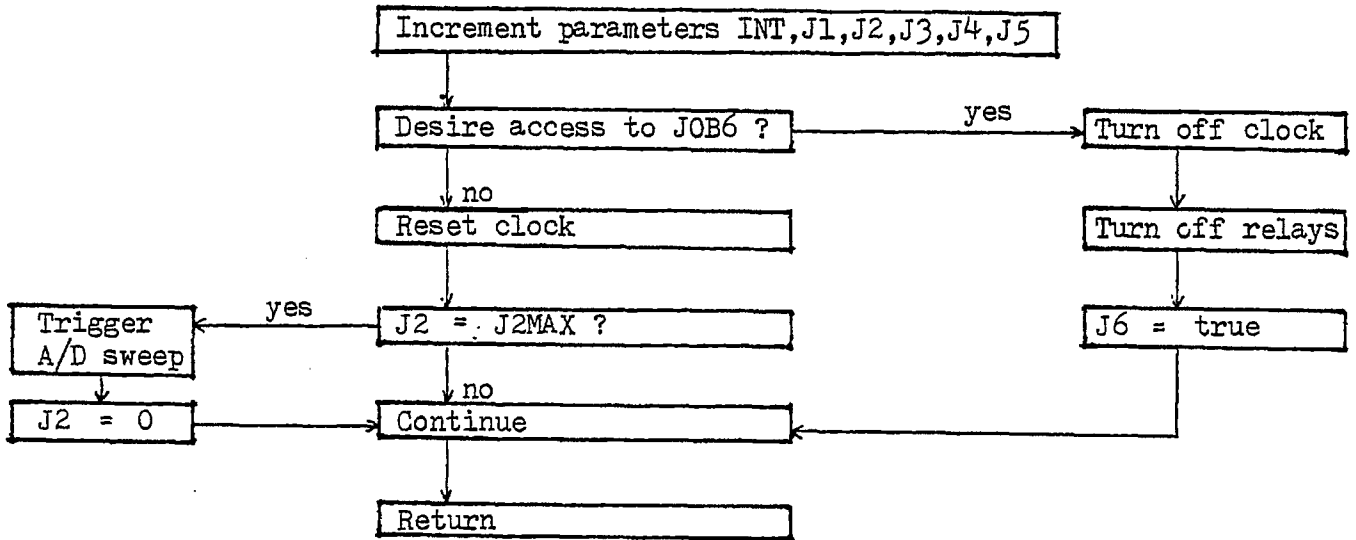 Increment parameters INT,J1,J2,J3,J4,J5
Desire access to JOB6 ?
yes
Turn off clock
no
Reset clock
Turn off relays
yes
Trigger
A/D sweep
J2 = J2MAX ?
J6 = true
no
J2 = 0
Continue
Return